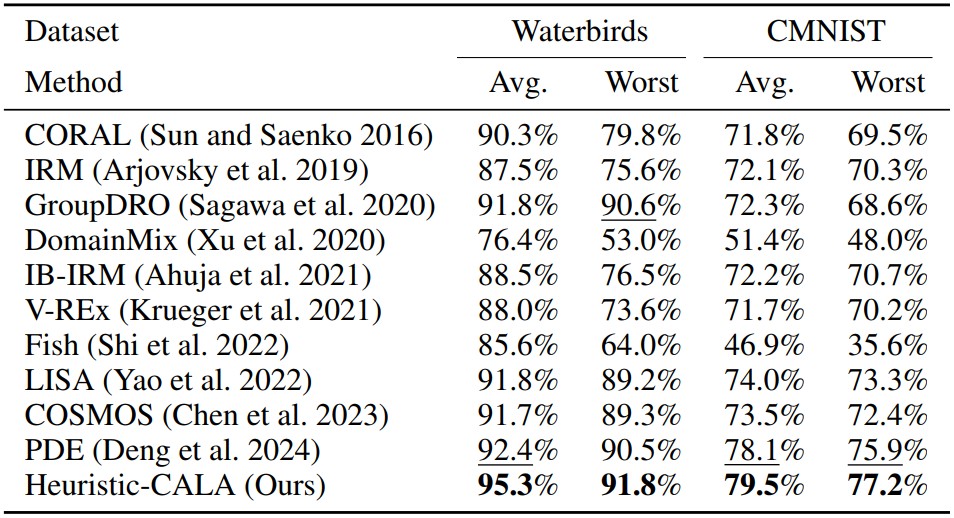 Dataset Waterbirds CMNIST
Method Avg. Worst Avg. Worst
CORAL (Sun and Saenko 2016) 90.3% 79.8% 71.8% 69.5%
IRM (Arjovsky et al. 2019) 87.5% 75.6% 72.1% 70.3%
GroupDRO (Sagawa et al. 2020) 91.8% 90.6% 72.3% 68.6%
DomainMix (Xu et al. 2020) 76.4% 53.0% 51.4% 48.0%
IB-IRM (Ahuja et al. 2021) 88.5% 76.5% 72.2% 70.7%
V-REx (Krueger et al. 2021) 88.0% 73.6% 71.7% 70.2%
Fish (Shi et al. 2022) 85.6% 64.0% 46.9% 35.6%
LISA (Yao et al. 2022) 91.8% 89.2% 74.0% 73.3%
COSMOS (Chen et al. 2023) 91.7% 89.3% 73.5% 72.4%
PDE (Deng et al. 2024) 92.4% 90.5% 78.1% 75.9%
Heuristic-CALA (Ours) 95.3% 91.8% 79.5% 77.2%